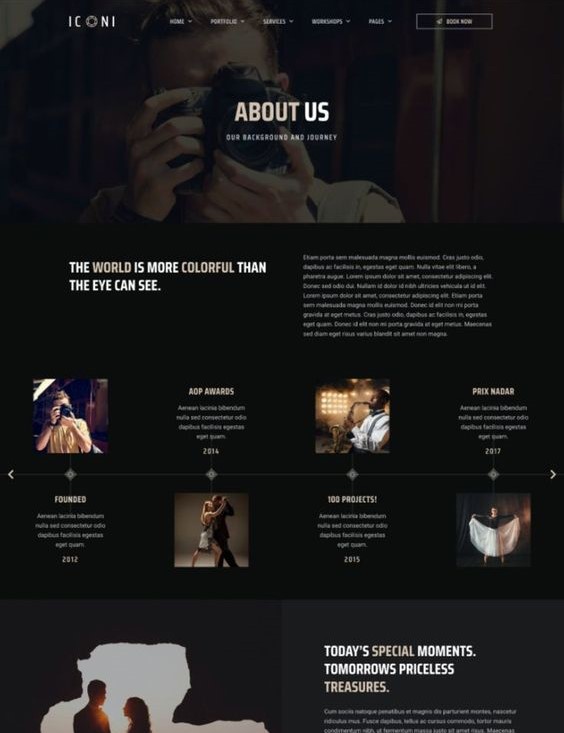 ICONI
HOME
PORTFOLIO
SERVICES
WORKSHOPS
PAGES
BOOK NOW
ABOUT US
OUR BACKGROUND AND JOURNEY
THE WORLD IS MORE COLORFUL THAN
THE EYE CAN SEE.
Etiam porta sem malesuada magna mollis euismod. Cras justo odio,
dapibus ac facilisis in, egestas eget quam. Nulla vitae elit libero, a
pharetra augue. Lorem ipsum dolor sit amet, consectetur adipiscing elit.
Donec sed odio dui. Nullam id dolor id nibh ultricies vehicula ut id elit.
Lorem ipsum dolor sit amet, consectetur adipiscing elit. Etiam porta
sem malesuada magna mollis euismod. Donec id elit non mi porta
gravida at eget metus. Cras justo odio, dapibus ac facilisis in, egestas
eget quam. Donec id elit non mi porta gravida at eget metus. Maecenas
sed diam eget risus varius blandit sit amet non magna.
FOUNDED
Aenean lacinia bibendum
nulla sed consectetur odio
dapibus facilisis egestas
eget quam.
2012
AOP AWARDS
Aenean lacinia bibendum
nulla sed consectetur odio
dapibus facilisis egestas
eget quam.
2014
100 PROJECTS!
Aenean lacinia bibendum
nulla sed consectetur odio
dapibus facilisis egestas
eget quam.
2015
PRIX NADAR
Aenean lacinia bibendum
nulla sed consectetur odio
dapibus facilisis egestas
eget quam.
2017
TODAY'S SPECIAL MOMENTS.
TOMORROWS PRICELESS
TREASURES.
Cum sociis natoque penatibus et magnis dis parturient montes, nascetur
ridiculus mus. Fusce dapibus, tellus ac cursus commodo, tortor mauris
condimentum nibh, ut fermentum massa justo sit amet risus. Maecenas